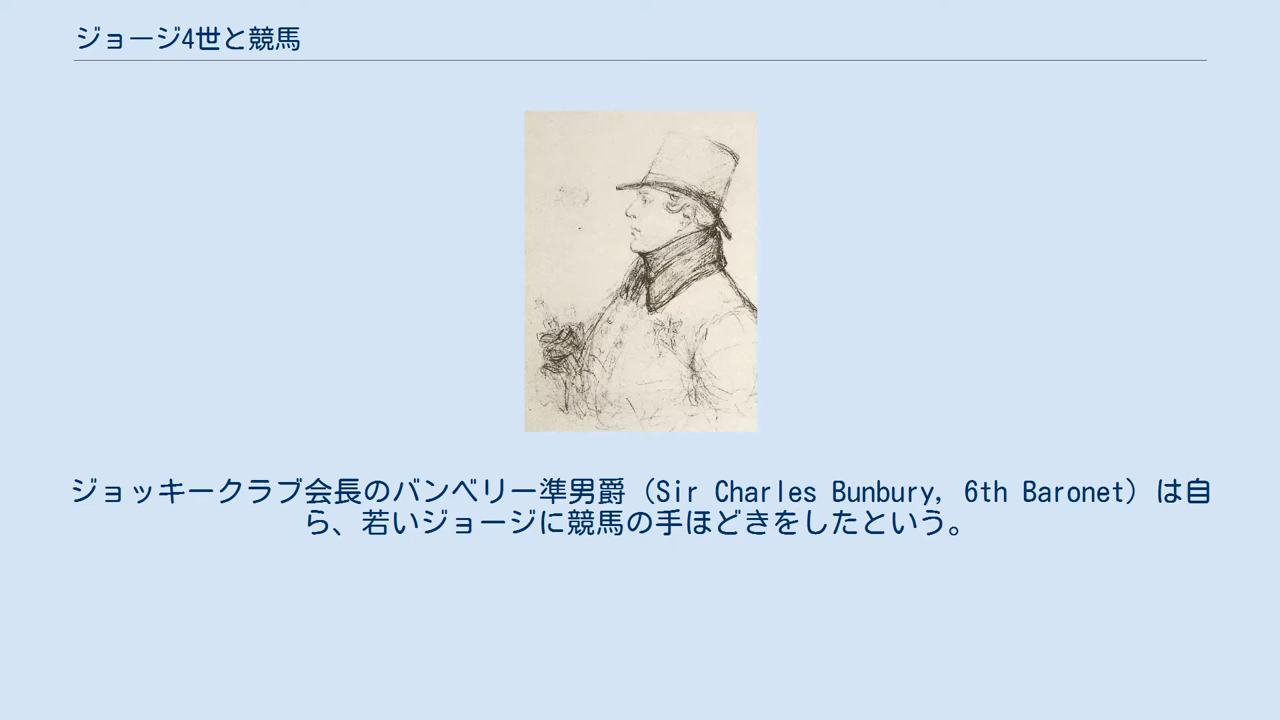 ジョージ4世と競馬
ジョッキークラブ会長のバンベリー準男爵（Sir Charles Bunbury, 6th Baronet）は自
ら、若いジョージに競馬の手ほどきをしたという。